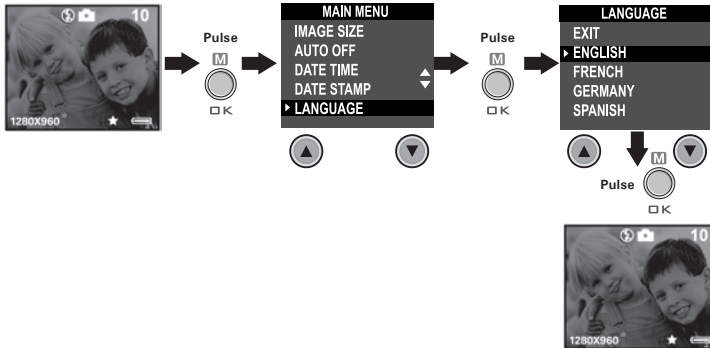 10
1280X960
Pulse
M
OK
MAIN MENU
IMAGE SIZE
AUTO OFF
DATE TIME
DATE STAMP
LANGUAGE
Pulse
M
OK
LANGUAGE
EXIT
ENGLISH
FRENCH
GERMANY
SPANISH
Pulse
M
OK
10
1280X960